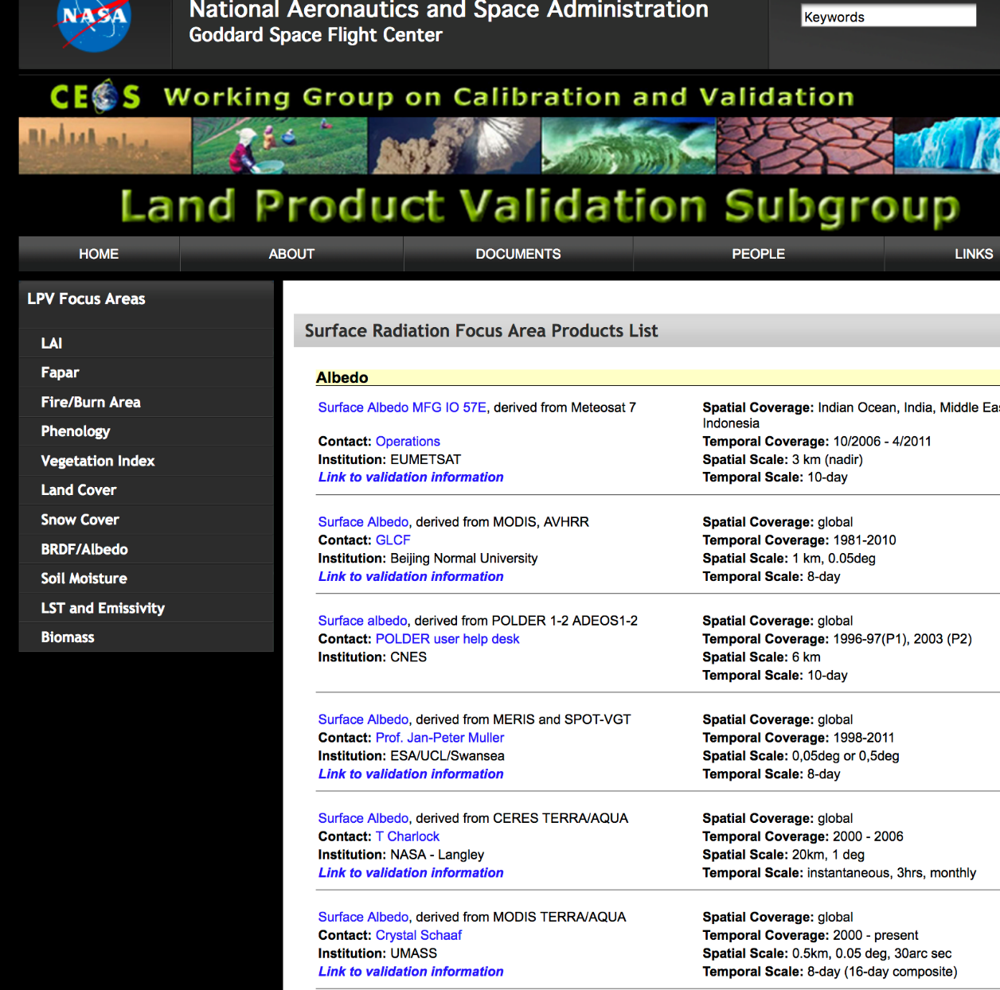 NASA
National Aeronautics and Space Administration
Goddard Space Flight Center
Keywords
CEOS Working Group on Calibration and Validation
Land Product Validation Subgroup
HOME ABOUT DOCUMENTS PEOPLE LINKS
LPV Focus Areas
LAI
Fapar
Fire/Burn Area
Phenology
Vegetation Index
Land Cover
Snow Cover
BRDF/Albedo
Soil Moisture
LST and Emissivity
Biomass
Surface Radiation Focus Area Products List
Albedo
Surface Albedo MFG IO 57E, derived from Meteosat 7
Contact: Operations
Institution: EUMETSAT
Link to validation information
Spatial Coverage: Indian Ocean, India, Middle
Indonesia
Temporal Coverage: 10/2006 - 4/2011
Spatial Scale: 3 km (nadir)
Temporal Scale: 10-day
Surface Albedo, derived from MODIS, AVHRR
Contact: GLCF
Institution: Beijing Normal University
Link to validation information
Spatial Coverage: global
Temporal Coverage: 1981-2010
Spatial Scale: 1 km, 0.05deg
Temporal Scale: 8-day
Surface albedo, derived from POLDER 1-2 ADEOS1-2
Contact: POLDER user help desk
Institution: CNES
Spatial Coverage: global
Temporal Coverage: 1996-97(P1), 2003 (P2)
Spatial Scale: 6 km
Temporal Scale: 10-day
Surface Albedo, derived from MERIS and SPOT-VGT
Contact: Prof. Jan-Peter Muller
Institution: ESA/UCL/Swansea
Link to validation information
Spatial Coverage: global
Temporal Coverage: 1998-2011
Spatial Scale: 0,05deg or 0,5deg
Temporal Scale: 8-day
Surface Albedo, derived from CERES TERRA/AQUA
Contact: T Charlock
Institution: NASA - Langley
Link to validation information
Spatial Coverage: global
Temporal Coverage: 2000 - 2006
Spatial Scale: 20km, 1 deg
Temporal Scale: instantaneous, 3hrs, monthly
Surface Albedo, derived from MODIS TERRA/AQUA
Contact: Crystal Schaaf
Institution: UMASS
Link to validation information
Spatial Coverage: global
Temporal Coverage: 2000 - present
Spatial Scale: 0.5km, 0.05 deg, 30arc sec
Temporal Scale: 8-day (16-day composite)